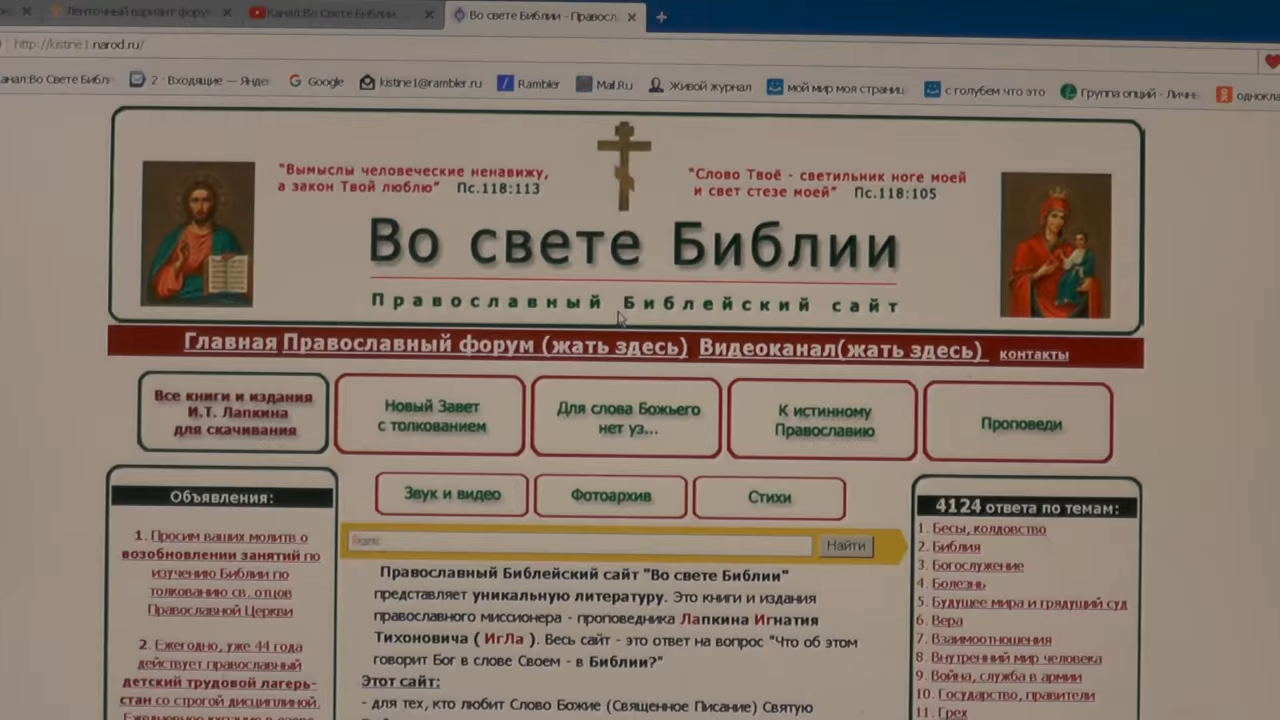 Ленточный вариант фору
Канал:Во Свете Библии
Во свете Библии - Правосл
http://kistine1.narod.ru/
анал:Во Свете Библ
2 · Входящие — Янде
Google
kistine1@rambler.ru
Rambler
Mail.Ru
Живой журнал
мой мир моя страниц
с голубем что это
Группа опций - Личн
однокла
"Вымыслы человеческие ненавижу,
а закон Твой люблю" Пс.118:113
"Слово Твоё - светильник ноге моей
и свет стезе моей" Пс.118:105
Во свете Библии
Православный Библейский сайт
Главная Православный форум (жать здесь) Видеоканал(жать здесь) контакты
Все книги и издания
И.Т. Лапкина
для скачивания
Новый Завет
с толкованием
Для слова Божьего
нет уз...
К истинному
Православию
Проповеди
Звук и видео
Фотоархив
Стихи
Объявления:
1. Просим ваших молитв о
возобновлении занятий по
изучению Библии по
толкованию св. отцов
Православной Церкви
2. Ежегодно, уже 44 года
действует православный
детский трудовой лагерь-
стан со строгой дисциплиной.
Яндекс
Найти
Православный Библейский сайт "Во свете Библии"
представляет уникальную литературу. Это книги и издания
православного миссионера - проповедника Лапкина Игнатия
Тихоновича ( ИгЛа ). Весь сайт - это ответ на вопрос "Что об этом
говорит Бог в слове Своем - в Библии?"
Этот сайт:
- для тех, кто любит Слово Божие (Священное Писание) Святую
4124 ответа по темам:
1. Бесы, колдовство
2. Библия
3. Богослужение
4. Болезнь
5. Будущее мира и грядущий суд
6. Вера
7. Взаимоотношения
8. Внутренний мир человека
9. Война, служба в армии
10. Государство, правители
11. Грех